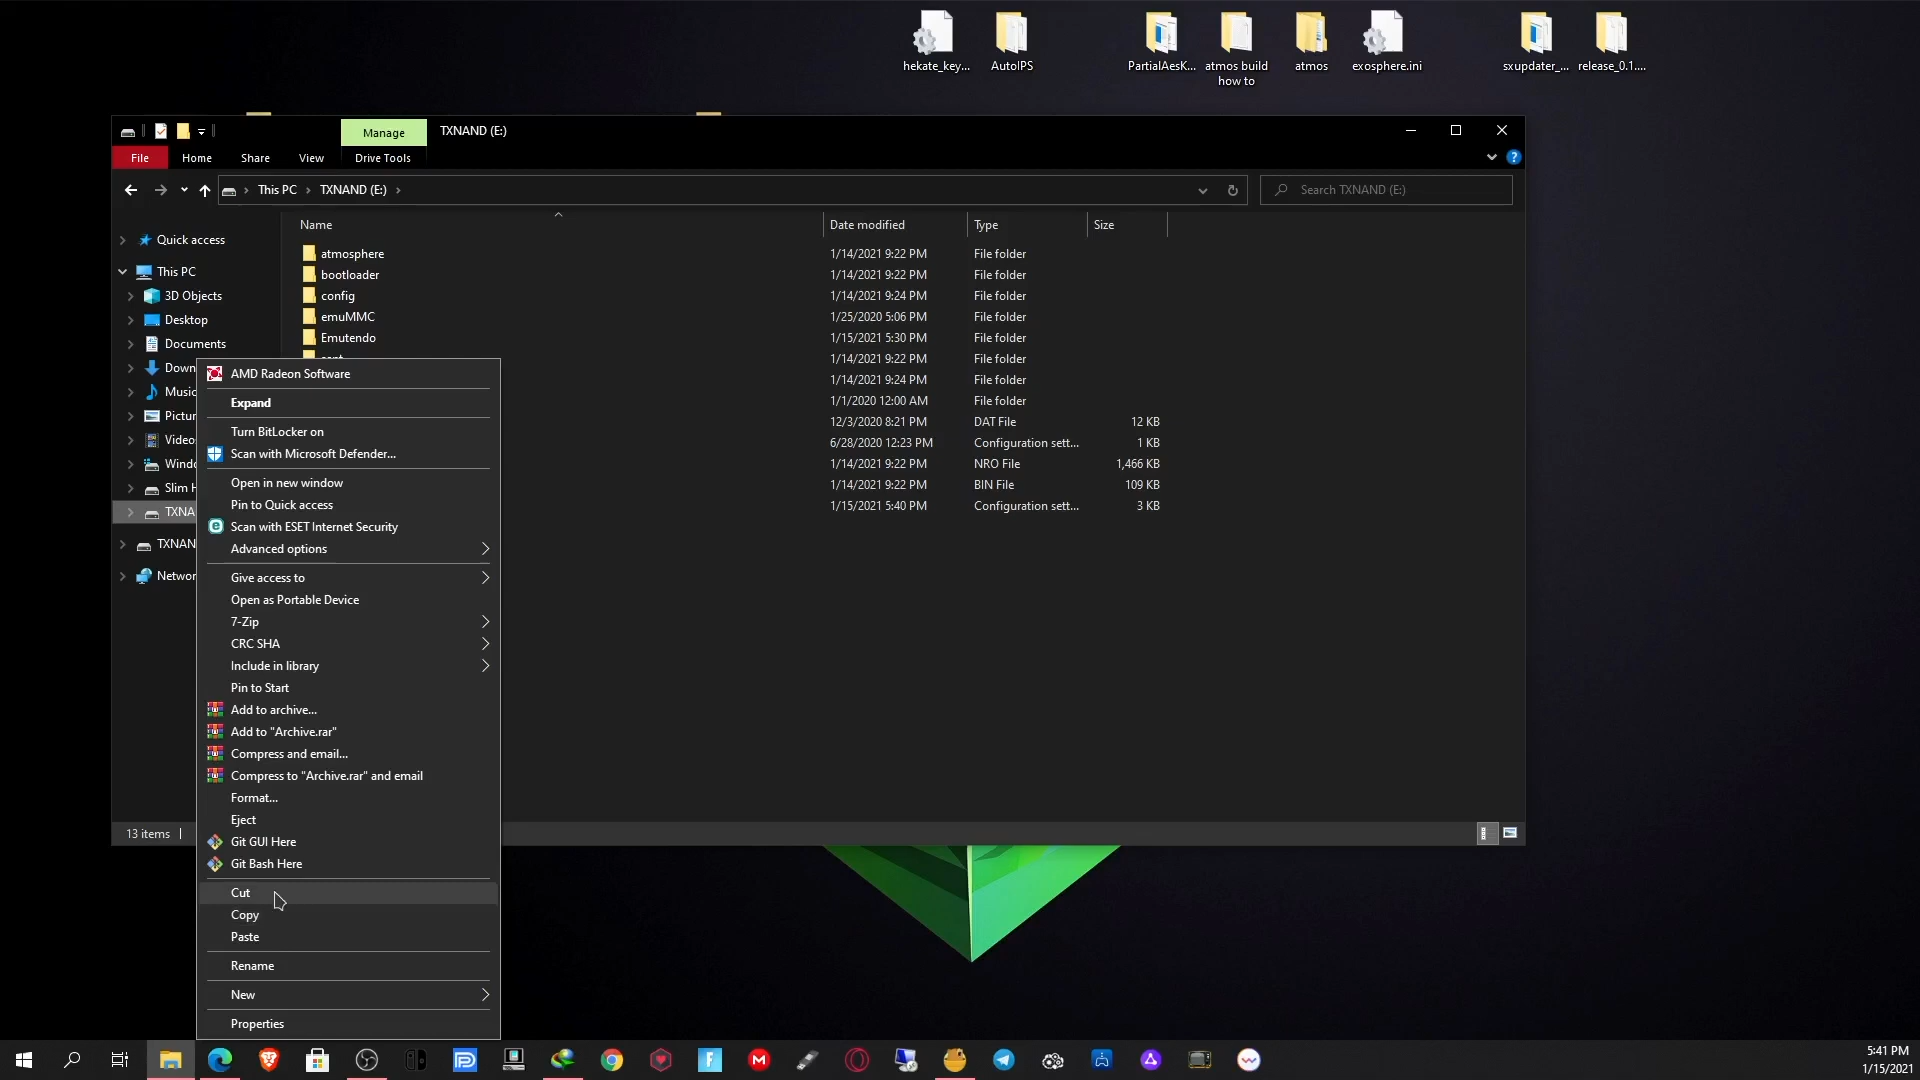 hekate_key...
AutoIPS
PartialAesK...
atmos build
how to
atmos
exosphere.ini
sxupdater_...
release_0.1....
Manage
TXNAND (E:)
File
Home
Share
View
Drive Tools
This PC
TXNAND (E:)
Search TXNAND (E:)
Name
Date modified
Type
Size
Quick access
This PC
3D Objects
Desktop
Documents
Down
Music
Pictur
Video
Windo
Slim H
TXNA
TXNAN
Networ
atmosphere 1/14/2021 9:22 PM File folder
bootloader 1/14/2021 9:22 PM File folder
config 1/14/2021 9:24 PM File folder
emuMMC 1/25/2020 5:06 PM File folder
Emutendo 1/15/2021 5:30 PM File folder
1/14/2021 9:22 PM File folder
1/14/2021 9:24 PM File folder
1/1/2020 12:00 AM File folder
12/3/2020 8:21 PM DAT File 12 KB
6/28/2020 12:23 PM Configuration sett... 1 KB
1/14/2021 9:22 PM NRO File 1,466 KB
1/14/2021 9:22 PM BIN File 109 KB
1/15/2021 5:40 PM Configuration sett... 3 KB
AMD Radeon Software
Expand
Turn BitLocker on
Scan with Microsoft Defender...
Open in new window
Pin to Quick access
Scan with ESET Internet Security
Advanced options
Give access to
Open as Portable Device
7-Zip
CRC SHA
Include in library
Pin to Start
Add to archive...
Add to "Archive.rar"
Compress and email...
Compress to "Archive.rar" and email
Format...
Eject
Git GUI Here
Git Bash Here
Cut
Copy
Paste
Rename
New
Properties
13 items
5:41 PM
1/15/2021